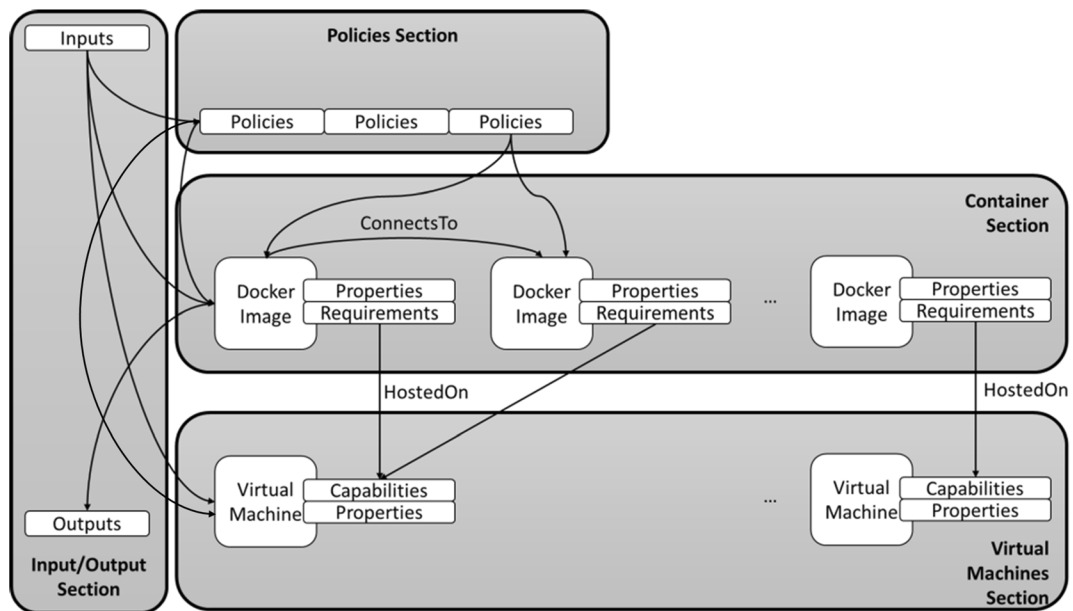 Inputs
Policies Section
Policies
Policies
Policies
Container
Section
ConnectsTo
Docker
Image
Properties
Requirements
Docker
Image
Properties
Requirements
...
Docker
Image
Properties
Requirements
HostedOn
HostedOn
Virtual
Machine
Capabilities
Properties
...
Virtual
Machine
Capabilities
Properties
Outputs
Input/Output
Section
Virtual
Machines
Section